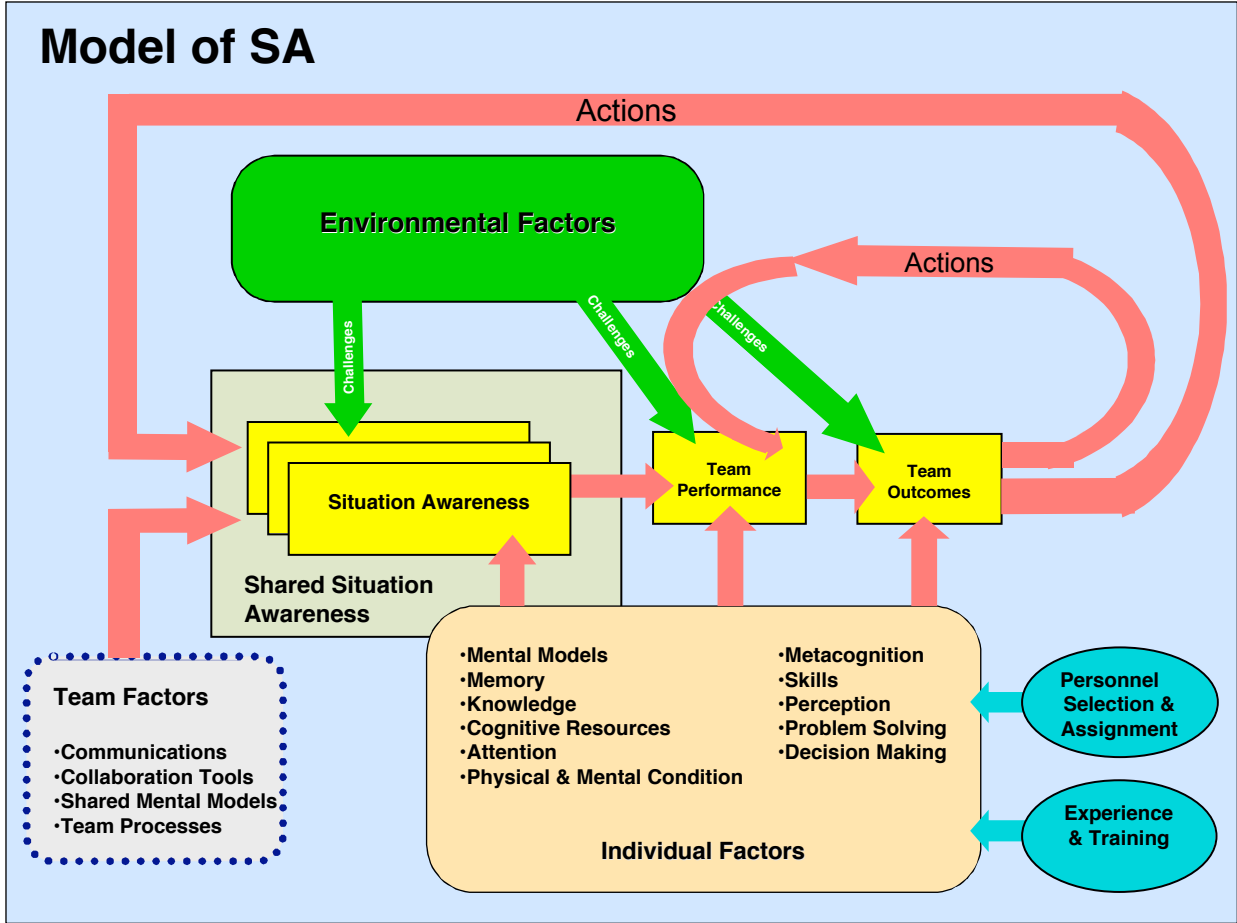 Model of SA
Actions
Environmental Factors
Actions
Challenges
Challenges
Challenges
Situation Awareness
Team
Performance
Team
Outcomes
Shared Situation
Awareness
Team Factors
·Communications
·Collaboration Tools
·Shared Mental Models
·Team Processes
·Mental Models
·Memory
·Knowledge
·Cognitive Resources
·Attention
·Physical & Mental Condition
·Metacognition
·Skills
·Perception
·Problem Solving
·Decision Making
Individual Factors
Personnel
Selection &
Assignment
Experience
& Training